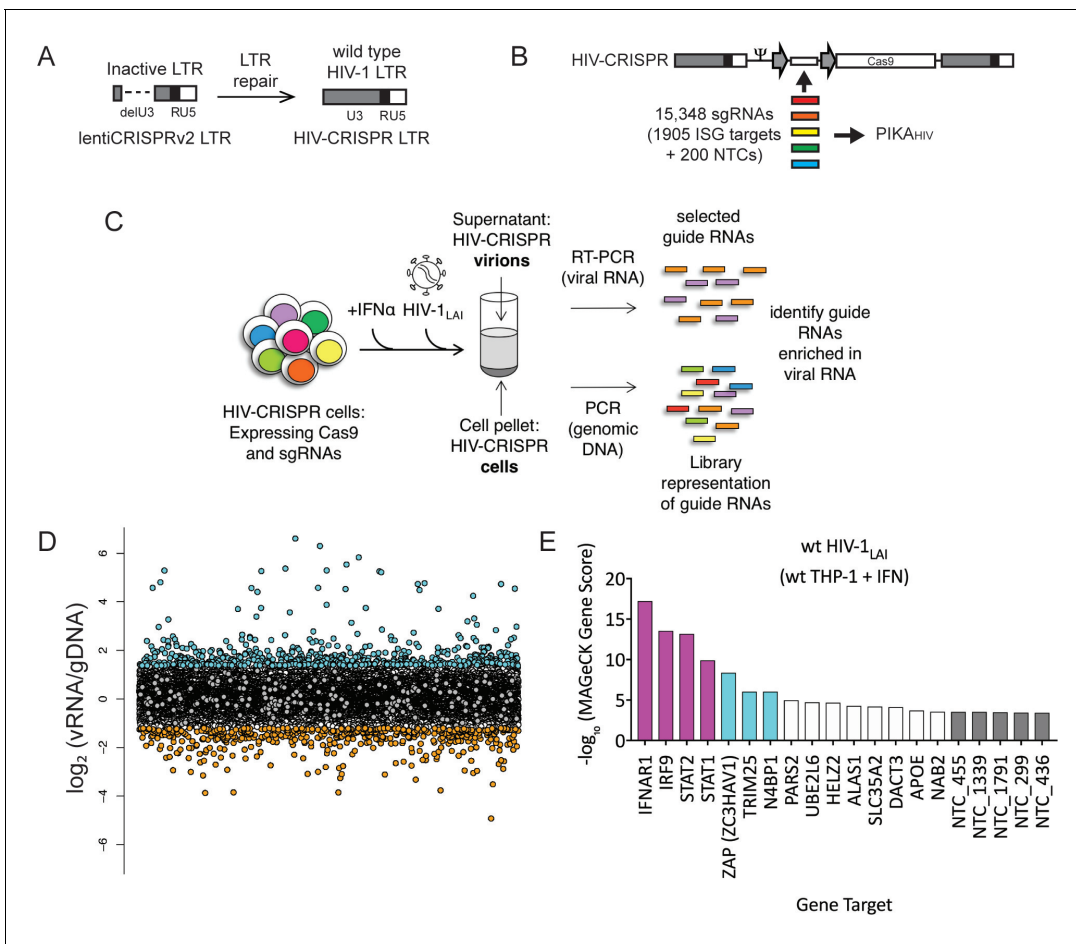 A
Inactive LTR
delU3
RU5
lentiCRISPRv2 LTR
LTR
repair
wild type
HIV-1 LTR
U3
RU5
HIV-CRISPR LTR
B
HIV-CRISPR
Ψ
Cas9
15,348 sgRNAs
(1905 ISG targets
+ 200 NTCs)
PIKAHIV
C
HIV-CRISPR cells:
Expressing Cas9
and sgRNAs
+IFNα
HIV-1LAI
Supernatant:
HIV-CRISPR
virions
Cell pellet:
HIV-CRISPR
cells
RT-PCR
(viral RNA)
PCR
(genomic
DNA)
selected
guide RNAs
identify guide
RNAs
enriched in
viral RNA
Library
representation
of guide RNAs
D
log2 (vRNA/gDNA)
6
4
2
0
-2
-4
-6
E
wt HIV-1LAI
(wt THP-1 + IFN)
-log10 (MAGeCK Gene Score)
20
15
10
5
0
IFNAR1
IRF9
STAT2
STAT1
ZAP (ZC3HAV1)
TRIM25
N4BP1
PARS2
UBE2L6
HELZ2
ALAS1
SLC35A2
DACT3
APOE
NAB2
NTC_455
NTC_1339
NTC_1791
NTC_299
NTC_436
Gene Target